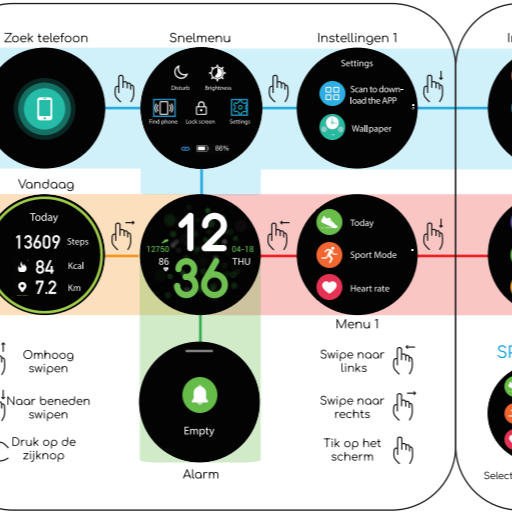 Zoek telefoon
Snelmenu
Instellingen 1
Disturb
Brightness
Find phone
Lock screen
Settings
86%
Settings
Scan to down-
load the APP
Wallpaper
Vandaag
Today
13609 Steps
84 Kcal
7.2 Km
12
36
12750
86
04-18
THU
Today
Sport Mode
Heart rate
Menu 1
Empty
Alarm
Omhoog
swipen
Naar beneden
swipen
Druk op de
zijknop
Swipe naar
links
Swipe naar
rechts
Tik op het
scherm
SP
Select